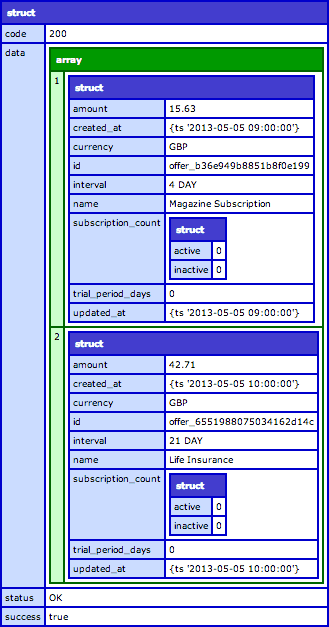 struct
code 200
data array
1 struct
amount 15.63
created_at {ts '2013-05-05 09:00:00'}
currency GBP
id offer_b36e949b8851b8f0e199
interval 4 DAY
name Magazine Subscription
subscription_count struct
active 0
inactive 0
trial_period_days 0
updated_at {ts '2013-05-05 09:00:00'}
2 struct
amount 42.71
created_at {ts '2013-05-05 10:00:00'}
currency GBP
id offer_6551988075034162d14c
interval 21 DAY
name Life Insurance
subscription_count struct
active 0
inactive 0
trial_period_days 0
updated_at {ts '2013-05-05 10:00:00'}
status OK
success true